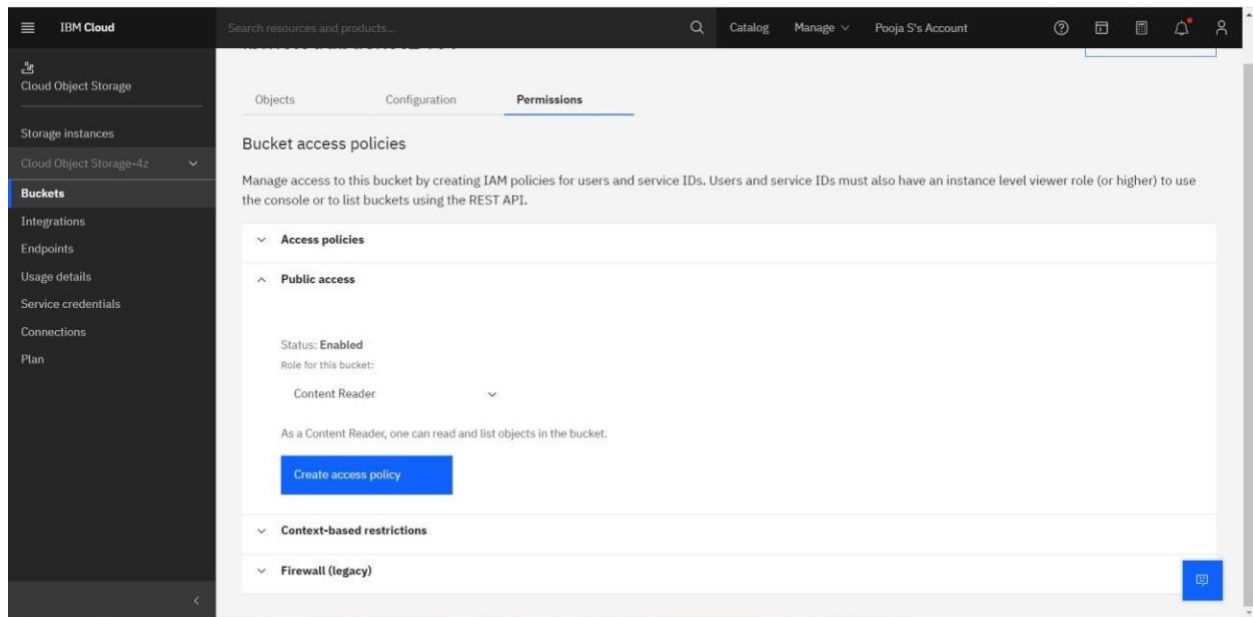 IBM Cloud
Search resources and products...
Catalog
Manage
Pooja S's Account
Cloud Object Storage
Storage instances
Cloud Object Storage-4z
Buckets
Integrations
Endpoints
Usage details
Service credentials
Connections
Plan
Objects
Configuration
Permissions
Bucket access policies
Manage access to this bucket by creating IAM policies for users and service IDs. Users and service IDs must also have an instance level viewer role (or higher) to use
the console or to list buckets using the REST API.
Access policies
Public access
Status: Enabled
Role for this bucket:
Content Reader
As a Content Reader, one can read and list objects in the bucket.
Create access policy
Context-based restrictions
Firewall (legacy)